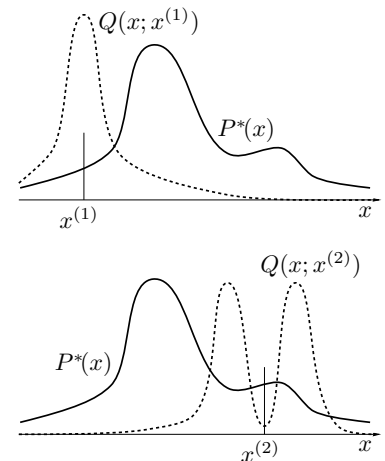 Q(x; x^{(1)})
P*(x)
x^{(1)}
x
Q(x; x^{(2)})
P*(x)
x^{(2)}
x